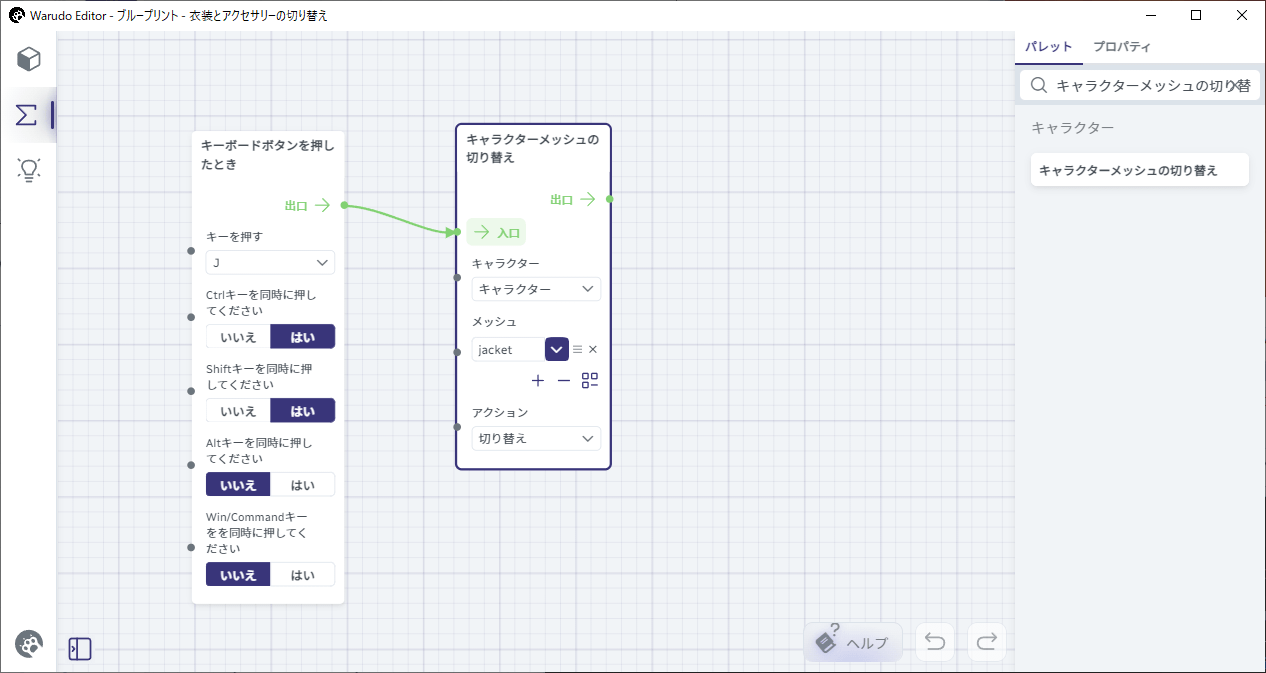 Warudo Editor - ブループリント - 衣装とアクセサリーの切り替え
パレット プロパティ
キャラクターメッシュの切り替
キャラクター
キャラクターメッシュの切り替え
キーボードボタンを押し
たとき
出口
キーを押す
J
Ctrlキーを同時に押し
てください
いいえ はい
Shiftキーを同時に押
してください
いいえ はい
Altキーを同時に押し
てください
いいえ はい
Win/Commandキー
をを同時に押してく
ださい
いいえ はい
キャラクターメッシュの
切り替え
出口
入口
キャラクター
キャラクター
メッシュ
jacket
アクション
切り替え
? ヘルプ